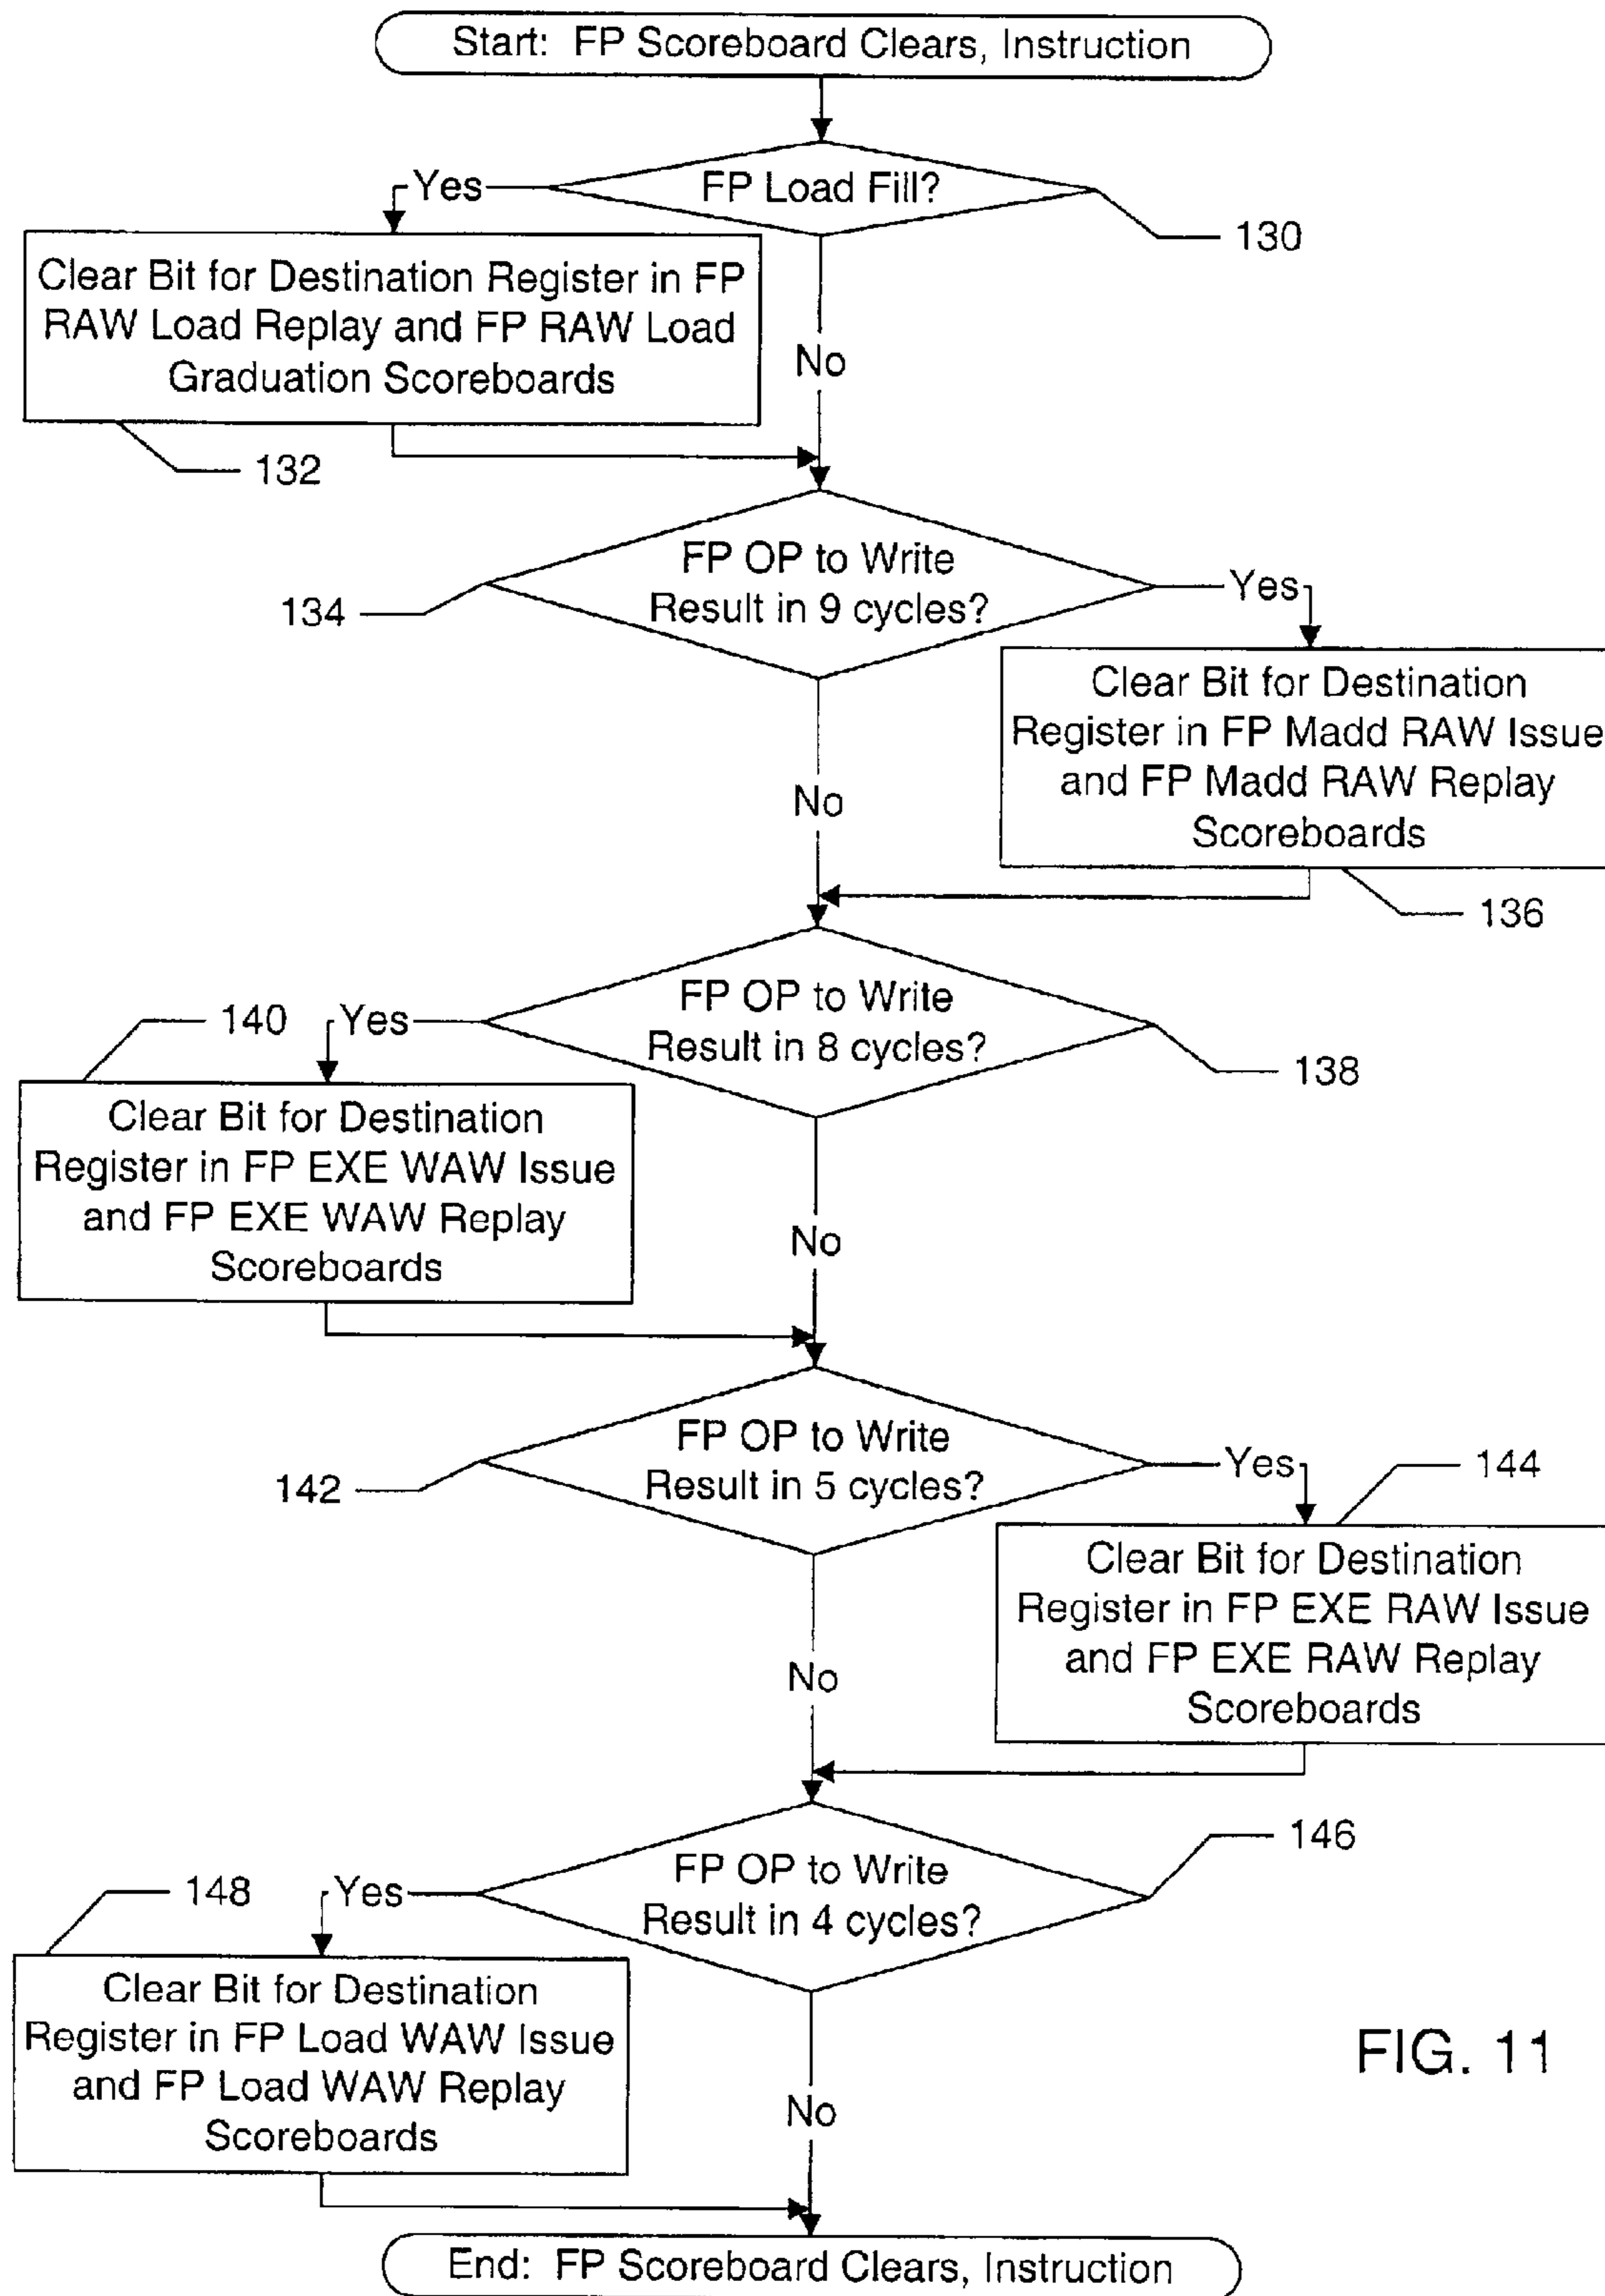 Start: FP Scoreboard Clears, Instruction
FP Load Fill?
Yes
130
Clear Bit for Destination Register in FP
RAW Load Replay and FP RAW Load
Graduation Scoreboards
No
132
FP OP to Write
Result in 9 cycles?
134
Yes
Clear Bit for Destination
Register in FP Madd RAW Issue
and FP Madd RAW Replay
Scoreboards
No
136
FP OP to Write
Result in 8 cycles?
140
Yes
138
Clear Bit for Destination
Register in FP EXE WAW Issue
and FP EXE WAW Replay
Scoreboards
No
FP OP to Write
Result in 5 cycles?
142
Yes
144
Clear Bit for Destination
Register in FP EXE RAW Issue
and FP EXE RAW Replay
Scoreboards
No
FP OP to Write
Result in 4 cycles?
146
148
Yes
Clear Bit for Destination
Register in FP Load WAW Issue
and FP Load WAW Replay
Scoreboards
No
FIG. 11
End: FP Scoreboard Clears, Instruction